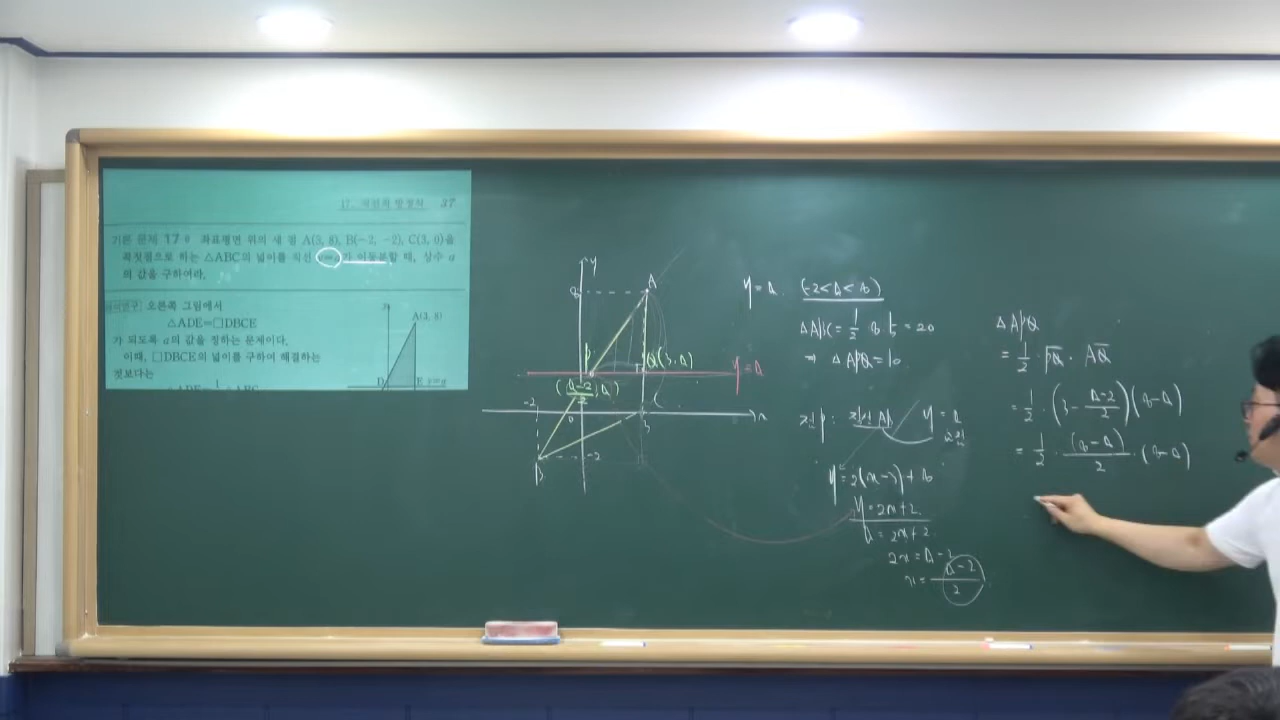 17. 직선의 방정식 37
기본 문제 17-8 좌표평면 위의 세 점 A(3, 8), B(-2, -2), C(3, 0)을
꼭짓점으로 하는 △ABC의 넓이를 직선 y=a가 이등분할 때, 상수 a
의 값을 구하여라.
오른쪽 그림에서
△ADE=□DBCE
가 되도록 a의 값을 정하는 문제이다.
이때, □DBCE의 넓이를 구하여 해결하는
것보다는
A(3, 8)
D
E y=a
y
8
A
P
Q(3, a)
y=a
(a-2/2, a)
-2
0
C
3
x
B
-2
y=a (-2<a<8)
△ABC = 1/2 · 8 · 5 = 20
⇒ △APQ = 10
점P:
y=a
y=2(x-3)+8
y=2x+2
a=2x+2
2x=a-2
x=a-2/2
△APQ
= 1/2 · PQ · AQ
= 1/2 · (3 - a-2/2)(8-a)
= 1/2 · (8-a)/2 · (8-a)